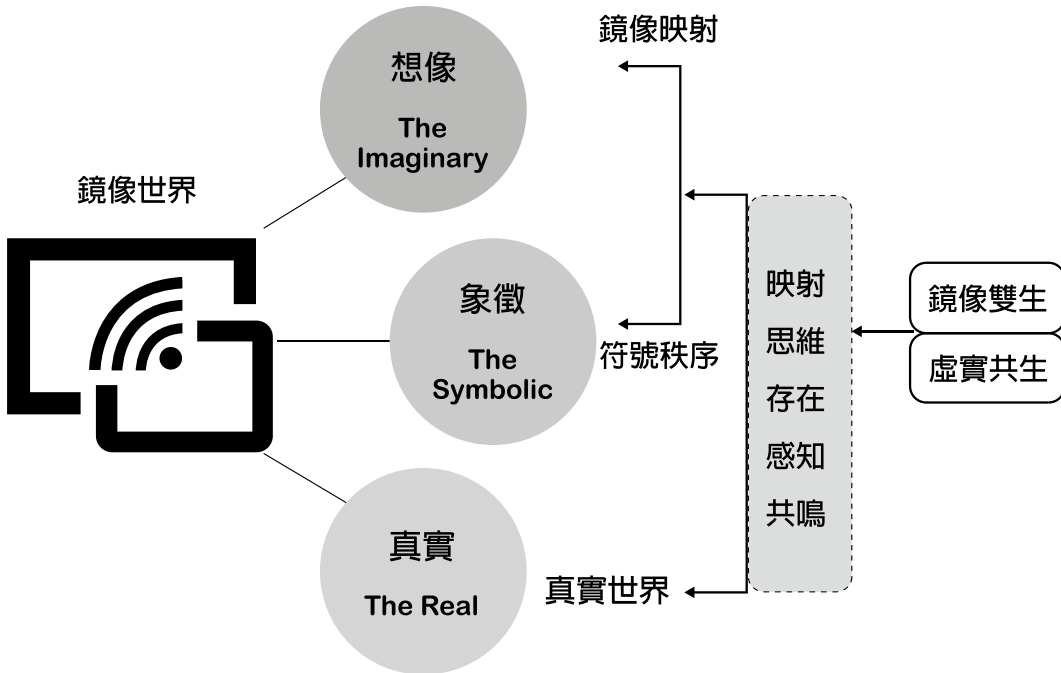 鏡像世界
想像
The
Imaginary
象徵
The
Symbolic
真實
The Real
鏡像映射
符號秩序
真實世界
映射
思維
存在
感知
共鳴
鏡像雙生
虛實共生